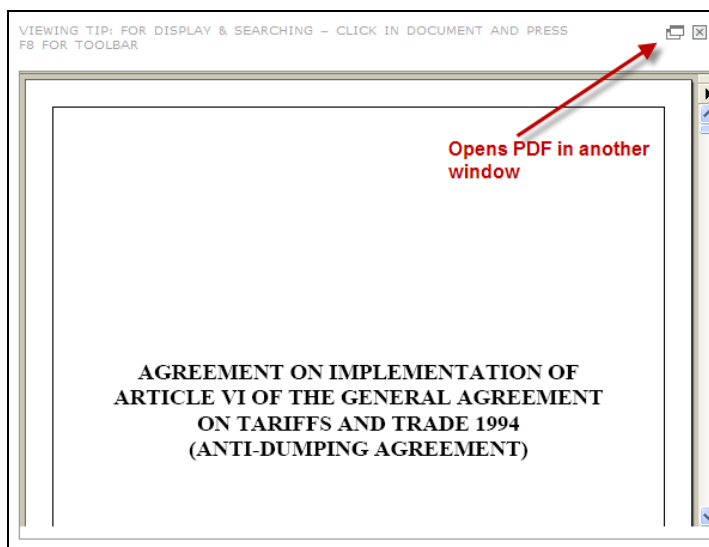 VIEWING TIP: FOR DISPLAY & SEARCHING – CLICK IN DOCUMENT AND PRESS
F8 FOR TOOLBAR
Opens PDF in another
window
AGREEMENT ON IMPLEMENTATION OF
ARTICLE VI OF THE GENERAL AGREEMENT
ON TARIFFS AND TRADE 1994
(ANTI-DUMPING AGREEMENT)